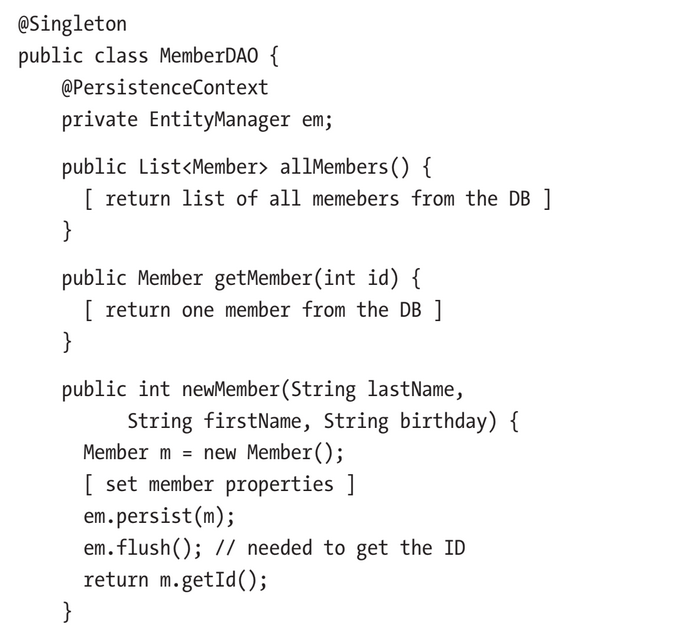 @Singleton
public class MemberDAO {
@PersistenceContext
private EntityManager em;
public List<Member> allMembers() {
[ return list of all memebers from the DB ]
}
public Member getMember(int id) {
[ return one member from the DB ]
}
public int newMember(String lastName,
String firstName, String birthday) {
Member m = new Member();
[ set member properties ]
em.persist(m);
em.flush(); // needed to get the ID
return m.getId();
}